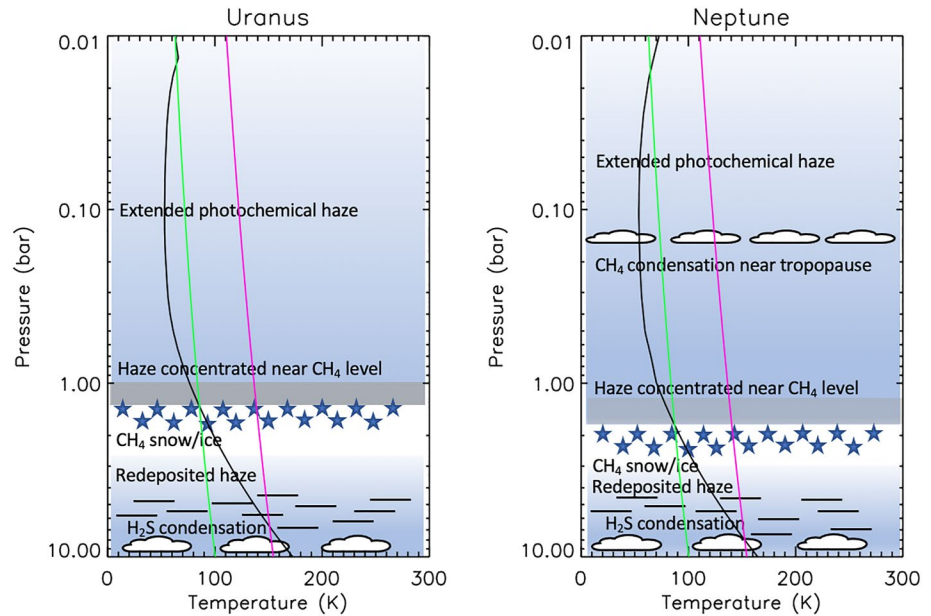 Uranus
0.01
0.10
1.00
10.00
Pressure (bar)
Extended photochemical haze
Haze concentrated near CH₄ level
CH₄ snow/ice
Redeposited haze
H₂S condensation
0
100
200
300
Temperature (K)
Neptune
0.01
0.10
1.00
10.00
Pressure (bar)
Extended photochemical haze
CH₄ condensation near tropopause
Haze concentrated near CH₄ level
CH₄ snow/ice
Redeposited haze
H₂S condensation
0
100
200
300
Temperature (K)